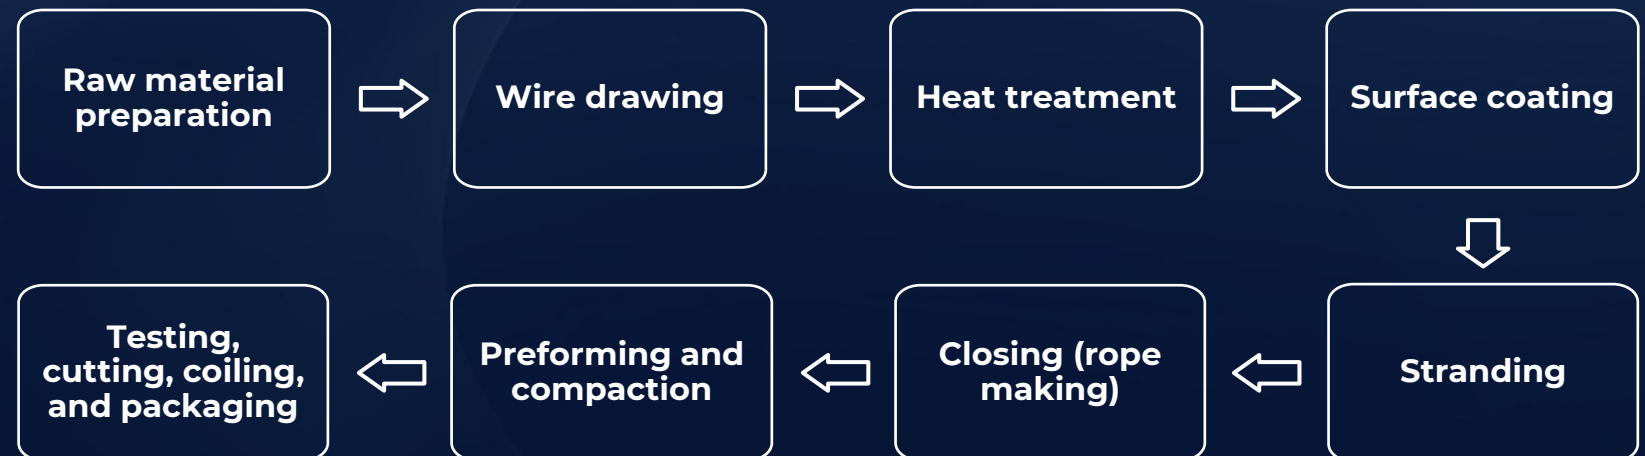 Raw material
preparation
Wire drawing
Heat treatment
Surface coating
Stranding
Closing (rope
making)
Preforming and
compaction
Testing,
cutting, coiling,
and packaging